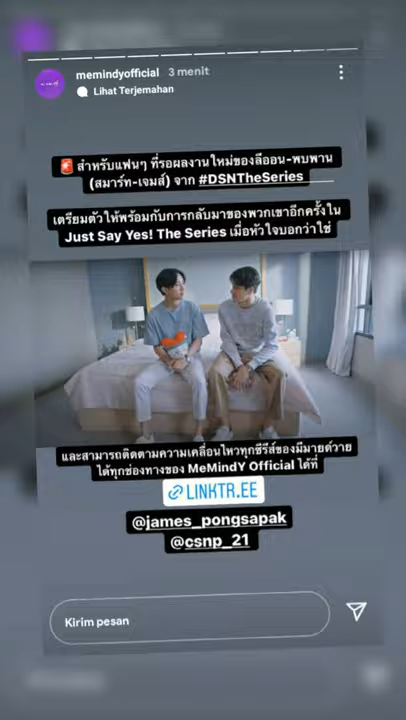 memindyofficial 3 menit
Lihat Terjemahan
🚨 สำหรับแฟนๆ ที่รอผลงานใหม่ของลีออน-พบพาน
(สมาร์ท-เจมส์) จาก #DSNTheSeries
เตรียมตัวให้พร้อมกับการกลับมาของพวกเขาอีกครั้งใน
Just Say Yes! The Series เมื่อหัวใจบอกว่าใช่
และสามารถติดตามความเคลื่อนไหวทุกซีรีส์ของมีมายด์วาย
ได้ทุกช่องทางของ MeMindY Official ได้ที่
LINKTR.EE
@james_pongsapak
@csnp_21
Kirim pesan